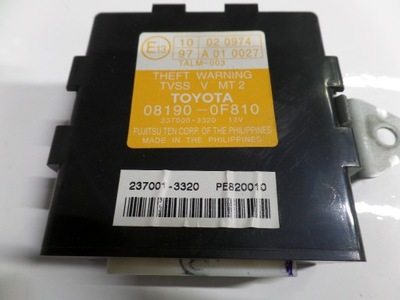 E13
10 02 0974
97 A 01 0027
TALM-003
THEFT WARNING
TVSS V MT2
TOYOTA
08190-0F810
237000-3320 12V
FUJITSU TEN CORP. OF THE PHILIPPINES
MADE IN THE PHILIPPINES
237001-3320 PE820010